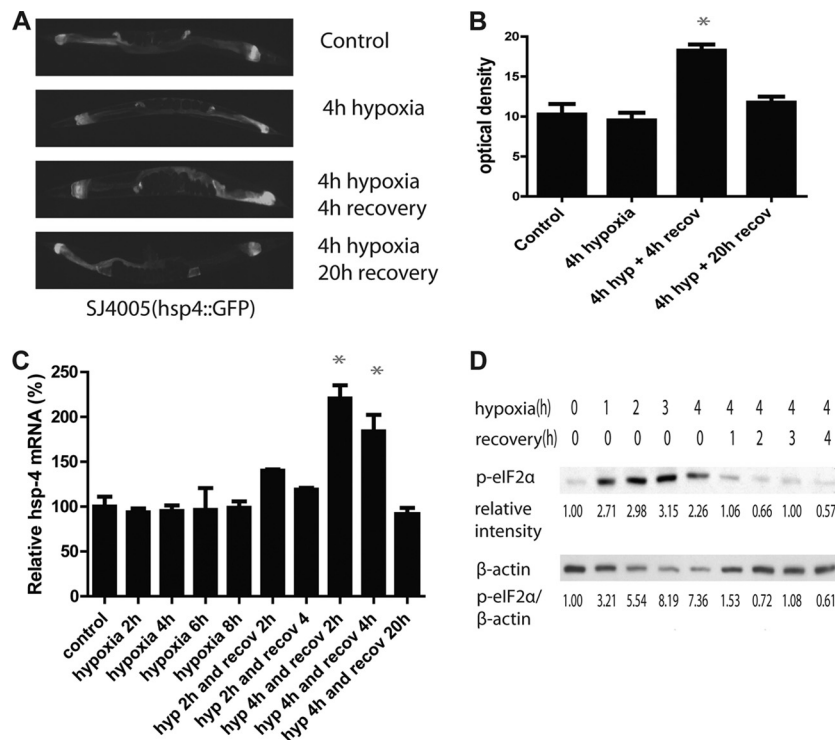 A
Control
4h hypoxia
4h hypoxia
4h recovery
4h hypoxia
20h recovery
SJ4005(hsp4::GFP)
B
*
optical density
20
15
10
5
0
Control
4h hypoxia
4h hyp + 4h recov
4h hyp + 20h recov
C
* *
Relative hsp-4 mRNA (%)
250
200
150
100
50
0
control
hypoxia 2h
hypoxia 4h
hypoxia 6h
hypoxia 8h
hyp 2h and recov 2h
hyp 2h and recov 4
hyp 4h and recov 2h
hyp 4h and recov 4h
hyp 4h and recov 20h
D
hypoxia(h) 0 1 2 3 4 4 4 4 4
recovery(h) 0 0 0 0 0 1 2 3 4
p-eIF2α
relative 1.00 2.71 2.98 3.15 2.26 1.06 0.66 1.00 0.57
intensity
β-actin
p-eIF2α/ 1.00 3.21 5.54 8.19 7.36 1.53 0.72 1.08 0.61
β-actin